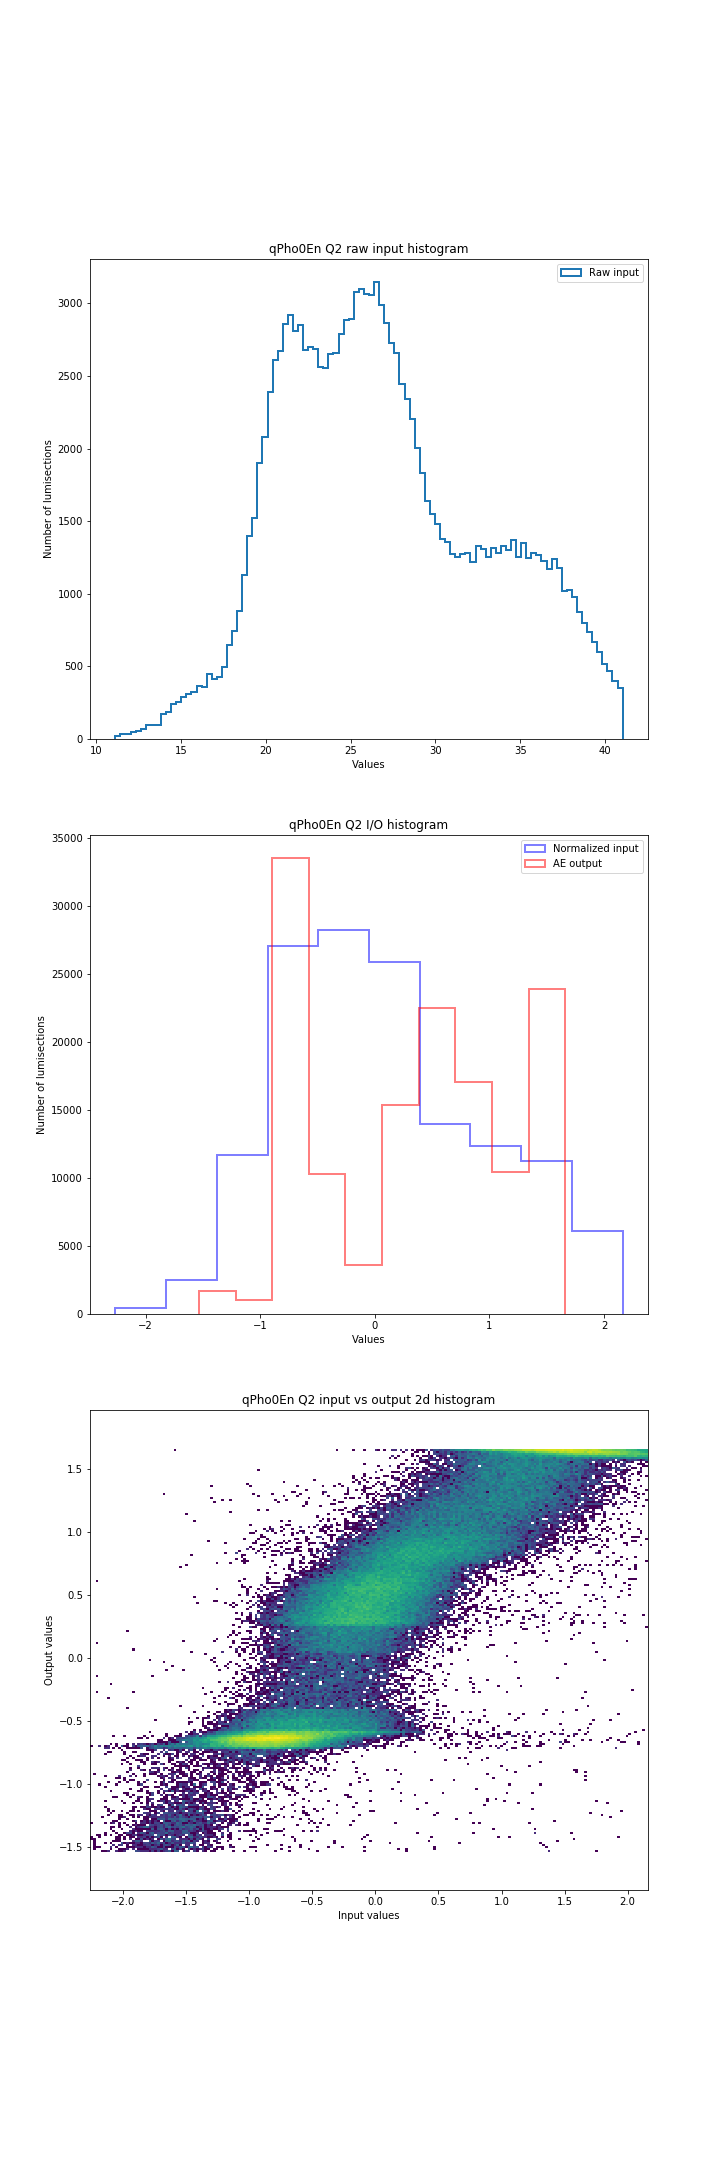 qPho0En Q2 raw input histogram
Raw input
3000
2500
2000
1500
1000
500
0
Number of lumisections
10 15 20 25 30 35 40
Values
qPho0En Q2 I/O histogram
Normalized input
AE output
35000
30000
25000
20000
15000
10000
5000
0
Number of lumisections
−2 −1 0 1 2
Values
qPho0En Q2 input vs output 2d histogram
1.5
1.0
0.5
0.0
−0.5
−1.0
−1.5
Output values
−2.0 −1.5 −1.0 −0.5 0.0 0.5 1.0 1.5 2.0
Input values